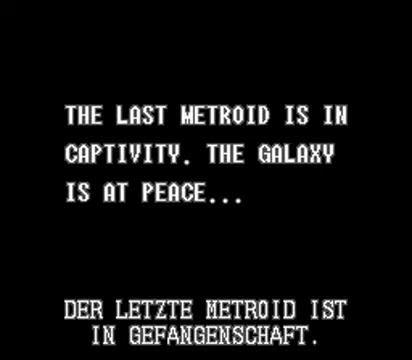 THE LAST METROID IS IN
CAPTIVITY. THE GALAXY
IS AT PEACE...
DER LETZTE METROID IST
IN GEFANGENSCHAFT.